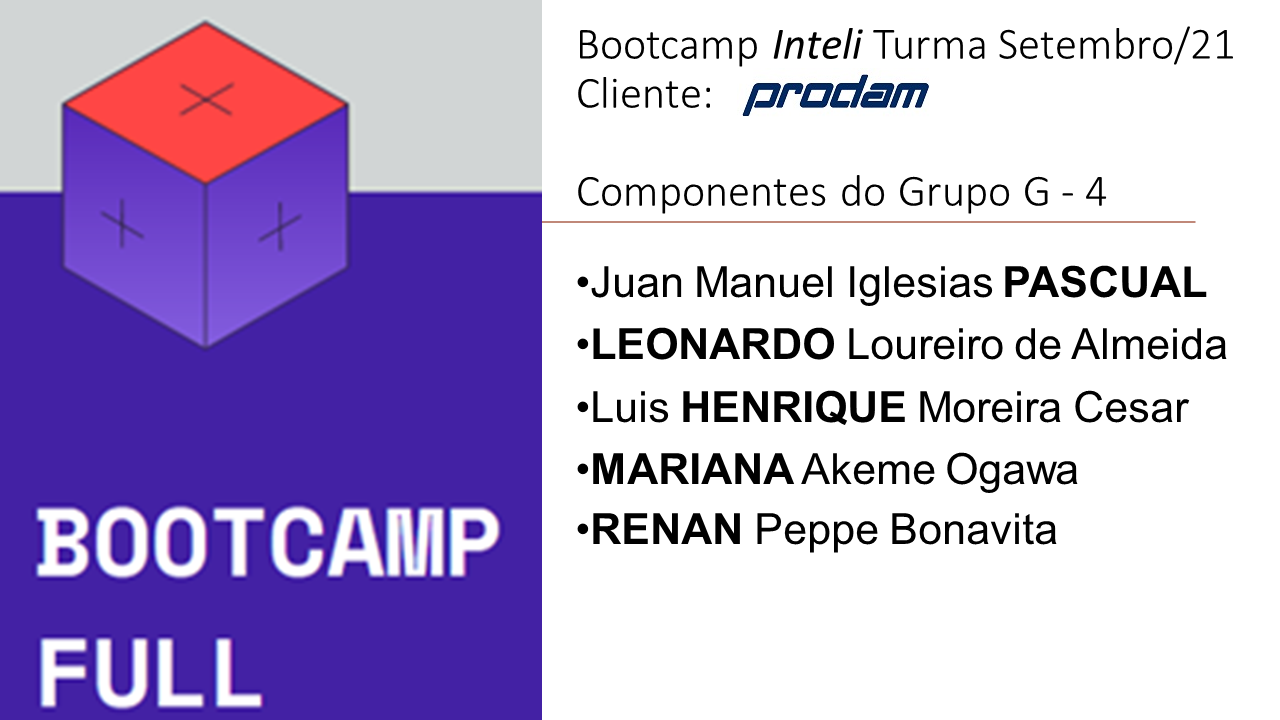 Bootcamp Inteli Turma Setembro/21
Cliente: prodam
Componentes do Grupo G - 4
•Juan Manuel Iglesias PASCUAL
•LEONARDO Loureiro de Almeida
•Luis HENRIQUE Moreira Cesar
•MARIANA Akeme Ogawa
•RENAN Peppe Bonavita
BOOTCAMP
FULL